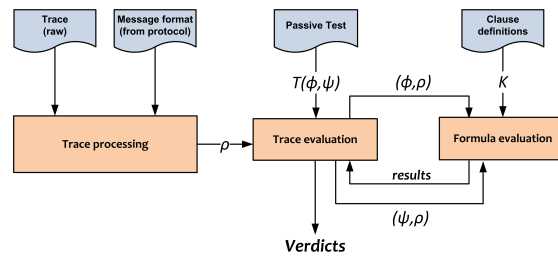 Trace
(raw)
Message format
(from protocol)
Passive Test
Clause
definitions
T(ϕ,ψ)
(ϕ,ρ)
K
Trace processing
ρ
Trace evaluation
Formula evaluation
results
(ψ,ρ)
Verdicts